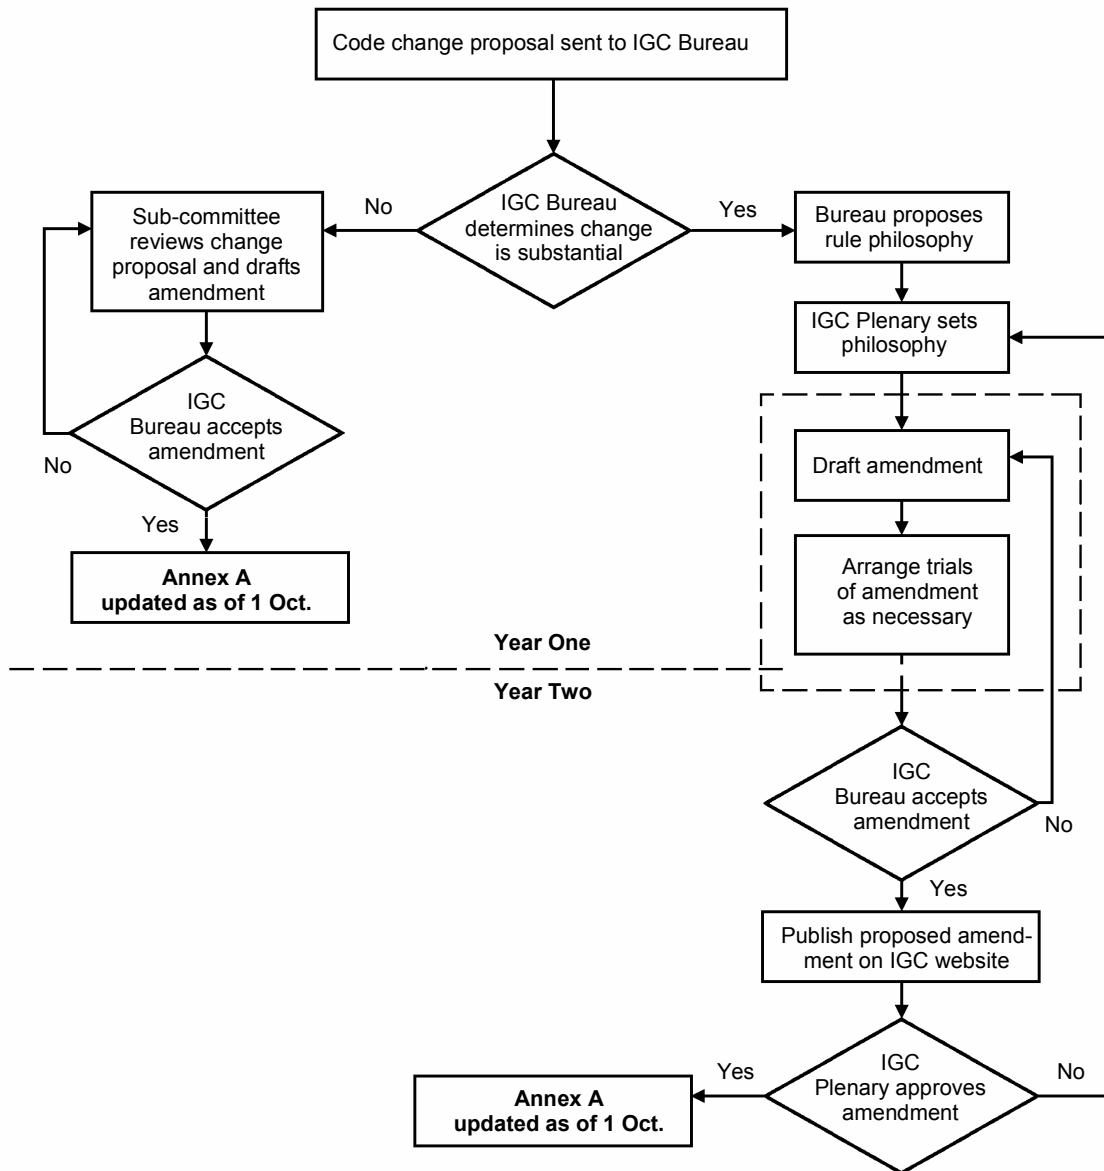 Code change proposal sent to IGC Bureau
IGC Bureau
determines change
is substantial
No
Yes
Sub-committee
reviews change
proposal and drafts
amendment
Bureau proposes
rule philosophy
IGC Plenary sets
philosophy
IGC
Bureau accepts
amendment
No
Yes
Draft amendment
Annex A
updated as of 1 Oct.
Arrange trials
of amendment
as necessary
Year One
Year Two
IGC
Bureau accepts
amendment
No
Yes
Publish proposed amend-
ment on IGC website
IGC
Plenary approves
amendment
Yes
No
Annex A
updated as of 1 Oct.